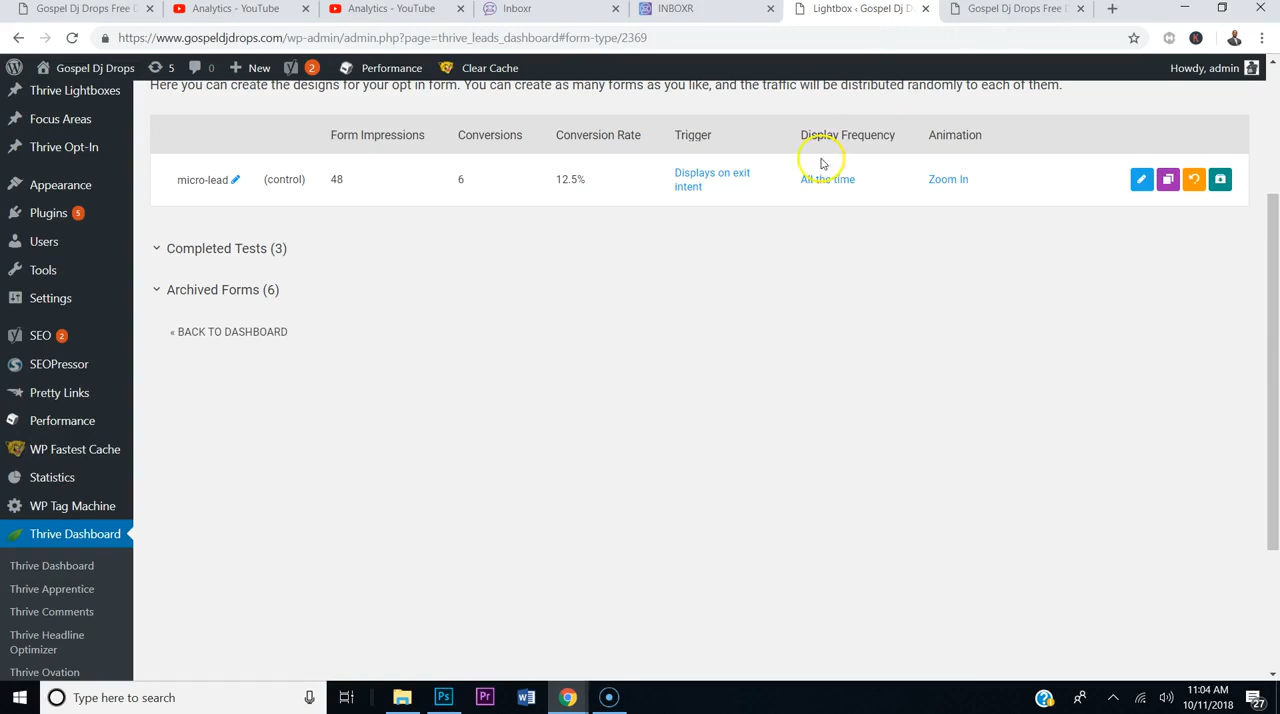 Gospel Dj Drops Free D
Analytics - YouTube
Analytics - YouTube
Inboxr
INBOXR
Lightbox ‹ Gospel Dj D
Gospel Dj Drops Free D
https://www.gospeldjdrops.com/wp-admin/admin.php?page=thrive_leads_dashboard#form-type/2369
Gospel Dj Drops 5 0 New 2 Performance Clear Cache Howdy, admin
Thrive Lightboxes
Focus Areas
Thrive Opt-In
Appearance
Plugins 5
Users
Tools
Settings
SEO 2
SEOPressor
Pretty Links
Performance
WP Fastest Cache
Statistics
WP Tag Machine
Thrive Dashboard
Thrive Dashboard
Thrive Apprentice
Thrive Comments
Thrive Headline
Optimizer
Thrive Ovation
Here you can create the designs for your opt in form. You can create as many forms as you like, and the traffic will be distributed randomly to each of them.
Form Impressions Conversions Conversion Rate Trigger Display Frequency Animation
micro-lead (control) 48 6 12.5% Displays on exit All the time Zoom In
intent
Completed Tests (3)
Archived Forms (6)
« BACK TO DASHBOARD
Type here to search
11:04 AM
10/11/2018
27